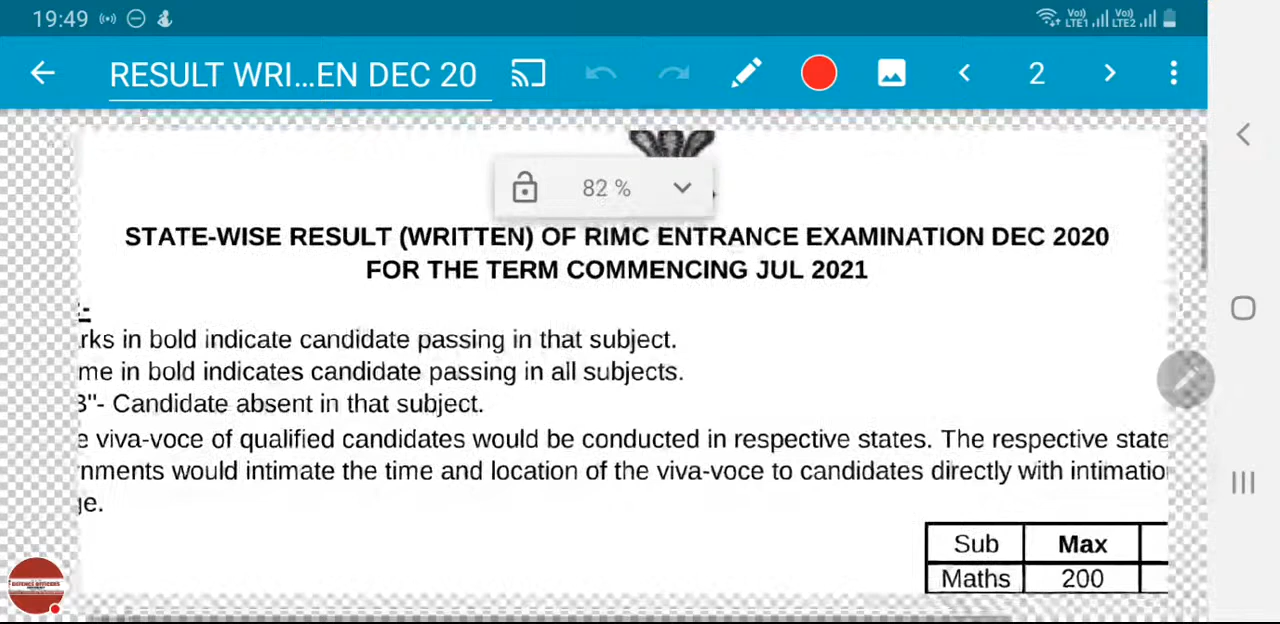 19:49
Vo) LTE1 Vo) LTE2
RESULT WRI...EN DEC 20
2
82 %
STATE-WISE RESULT (WRITTEN) OF RIMC ENTRANCE EXAMINATION DEC 2020
FOR THE TERM COMMENCING JUL 2021
rks in bold indicate candidate passing in that subject.
me in bold indicates candidate passing in all subjects.
B"- Candidate absent in that subject.
e viva-voce of qualified candidates would be conducted in respective states. The respective state
nments would intimate the time and location of the viva-voce to candidates directly with intimatio
ge.
Sub Max
Maths 200